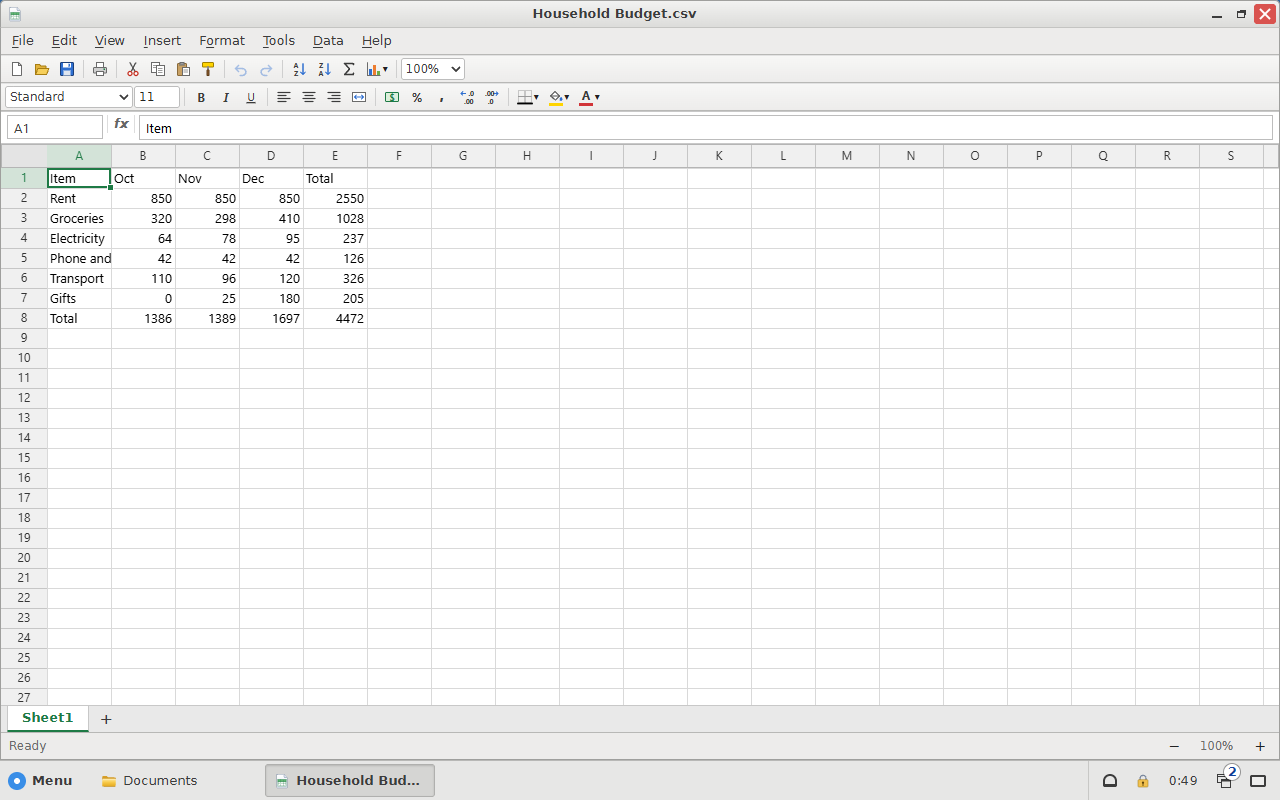 Household Budget.csv
File Edit View Insert Format Tools Data Help
100%
Standard 11 B I U $ % , ←.0 .00 .00→ .0 A
A1 fx Item
A B C D E F G H I J K L M N O P Q R S
1 Item Oct Nov Dec Total
2 Rent 850 850 850 2550
3 Groceries 320 298 410 1028
4 Electricity 64 78 95 237
5 Phone and 42 42 42 126
6 Transport 110 96 120 326
7 Gifts 0 25 180 205
8 Total 1386 1389 1697 4472
9
10
11
12
13
14
15
16
17
18
19
20
21
22
23
24
25
26
27
Sheet1 +
Ready − 100% +
Menu Documents Household Bud... 0:49 2